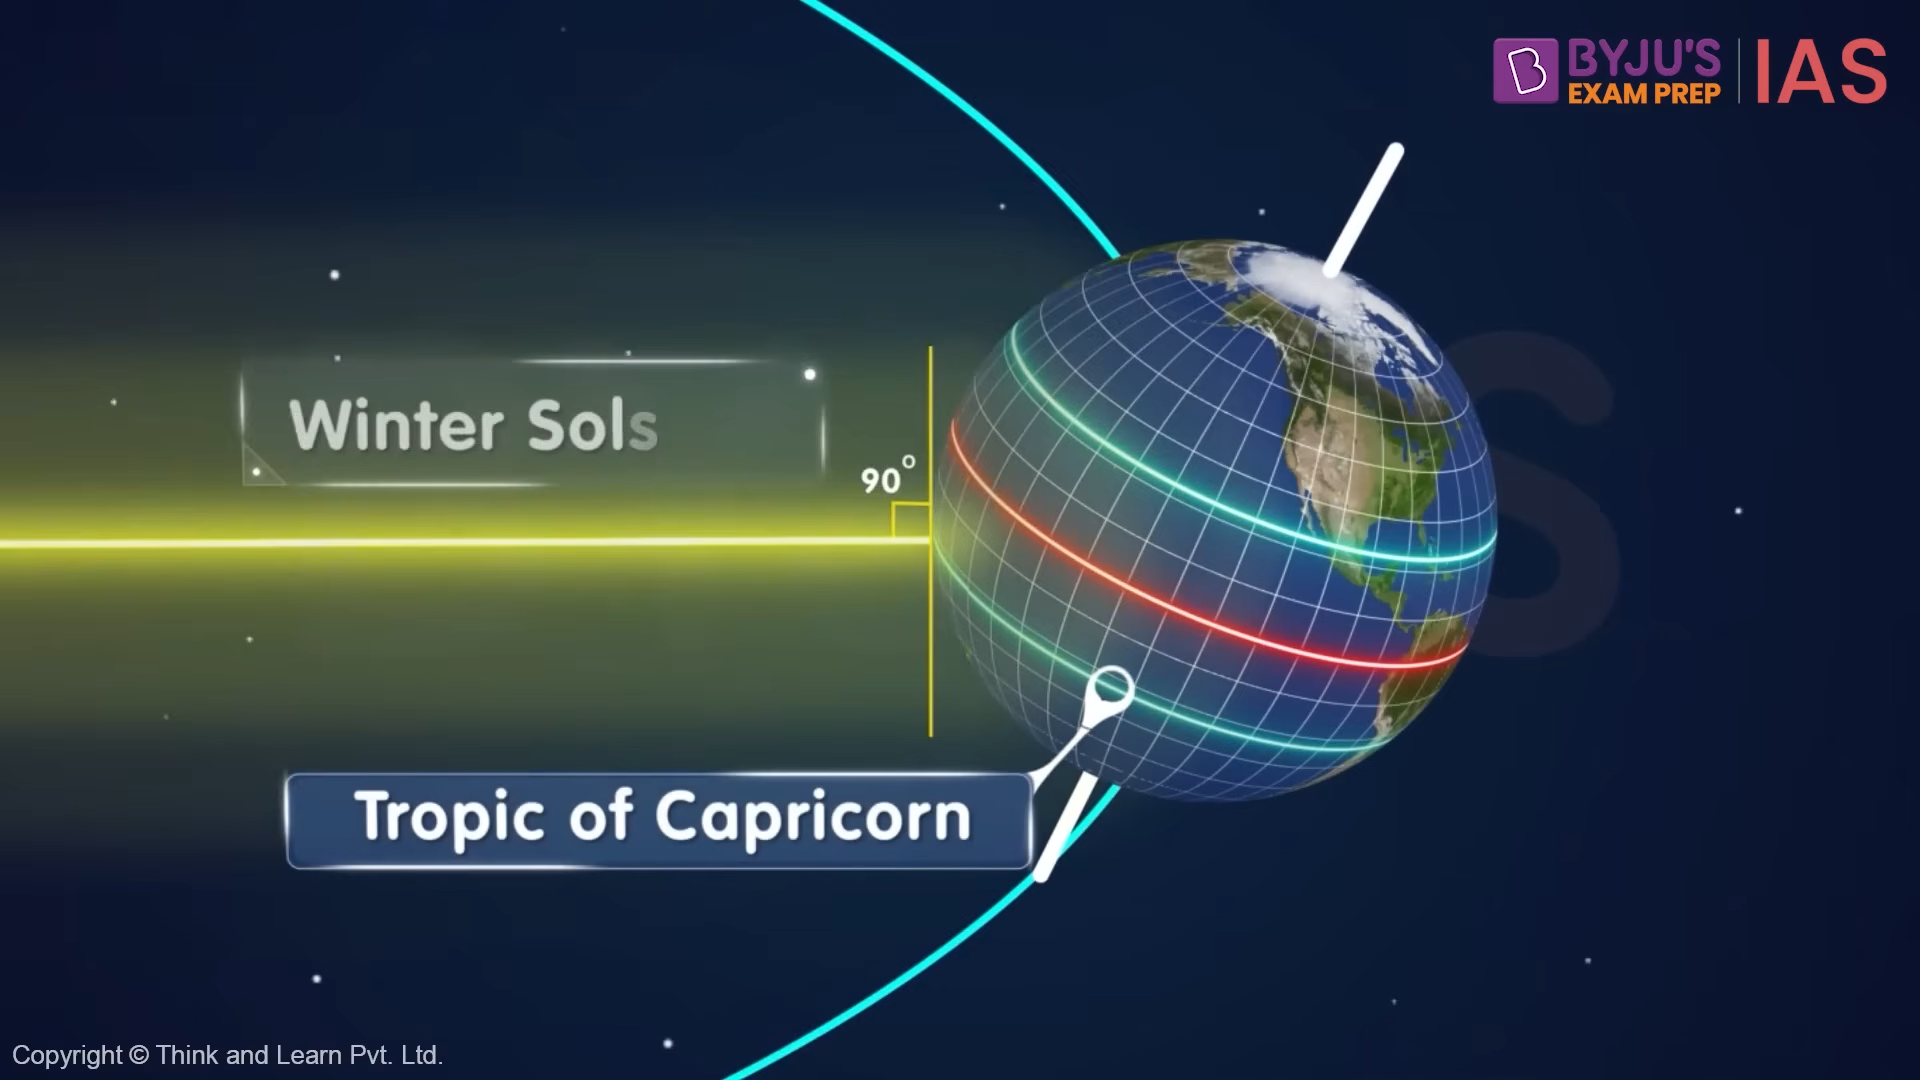 BYJU'S
EXAM PREP
IAS
Winter Sols
90°
Tropic of Capricorn
Copyright © Think and Learn Pvt. Ltd.